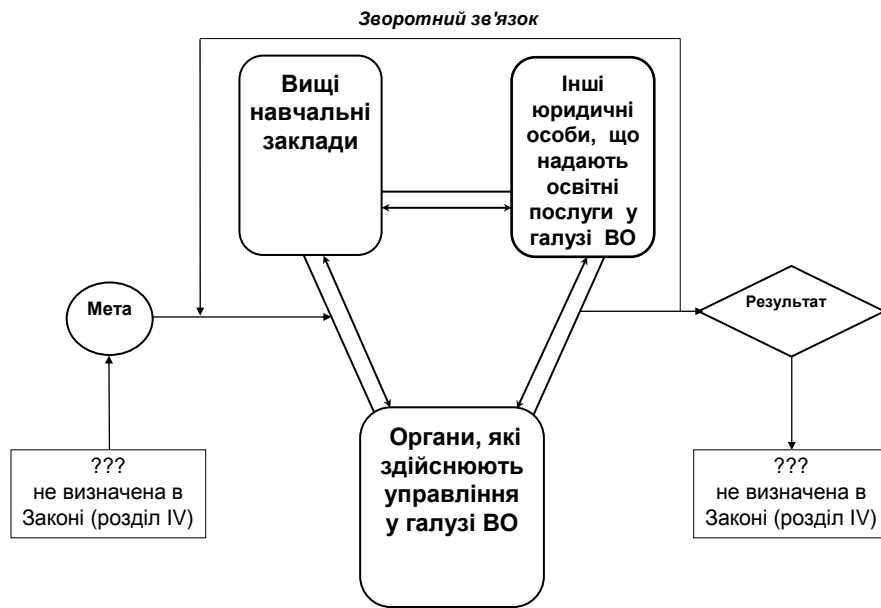 Зворотний зв'язок
Вищі
навчальні
заклади
Інші
юридичні
особи, що
надають
освітні
послуги у
галузі ВО
Мета
Результат
Органи, які
здійснюють
управління
у галузі ВО
???
не визначена в
Законі (розділ IV)
???
не визначена в
Законі (розділ IV)